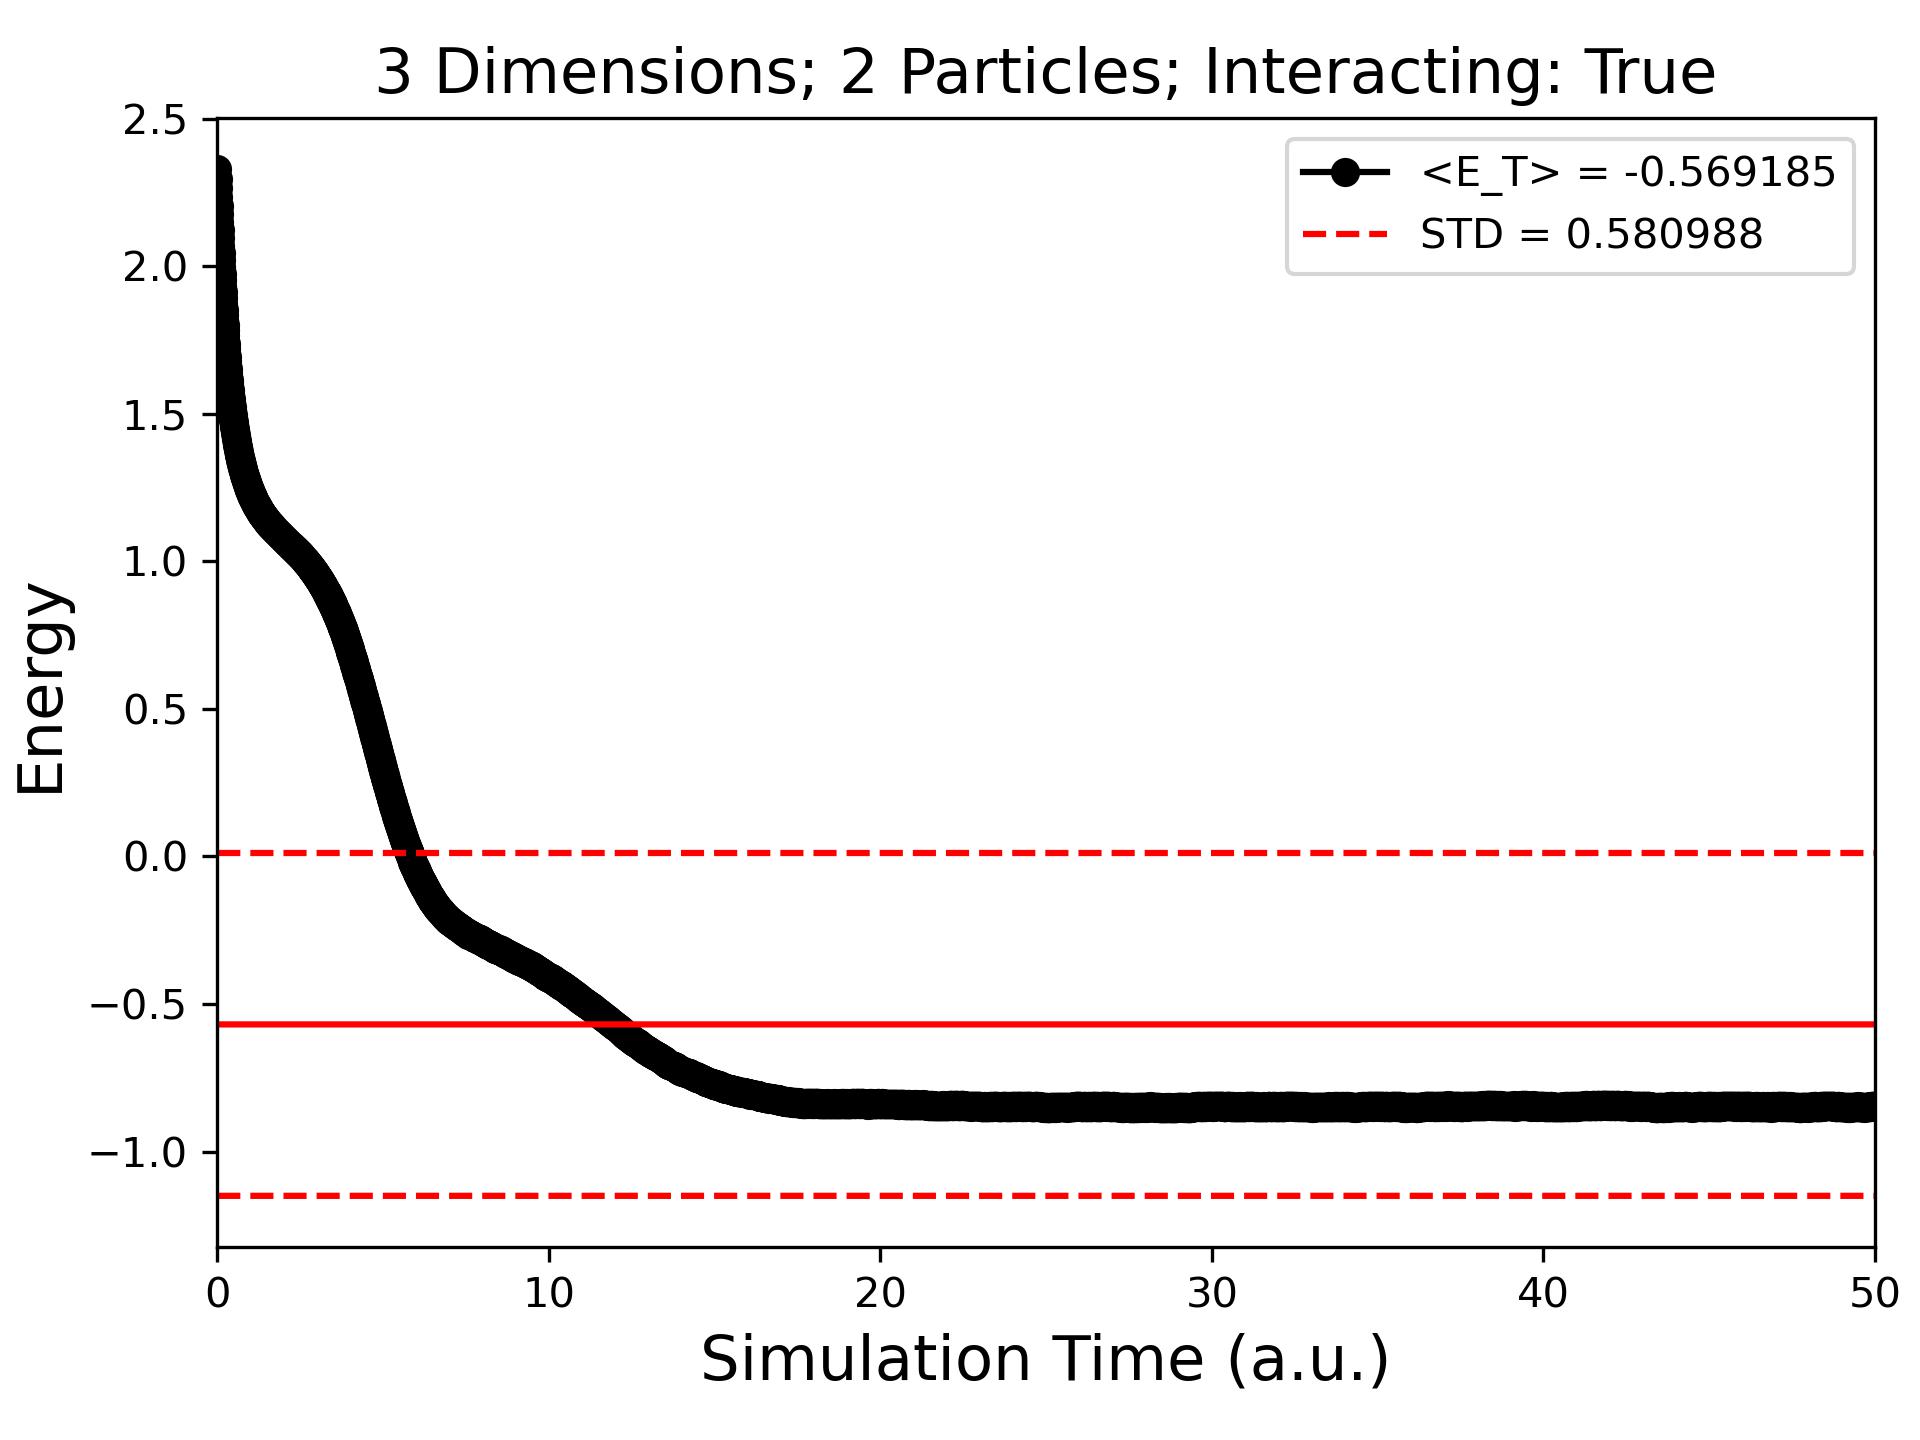 3 Dimensions; 2 Particles; Interacting: True
<E_T> = -0.569185
STD = 0.580988
Energy
2.5
2.0
1.5
1.0
0.5
0.0
−0.5
−1.0
0 10 20 30 40 50
Simulation Time (a.u.)